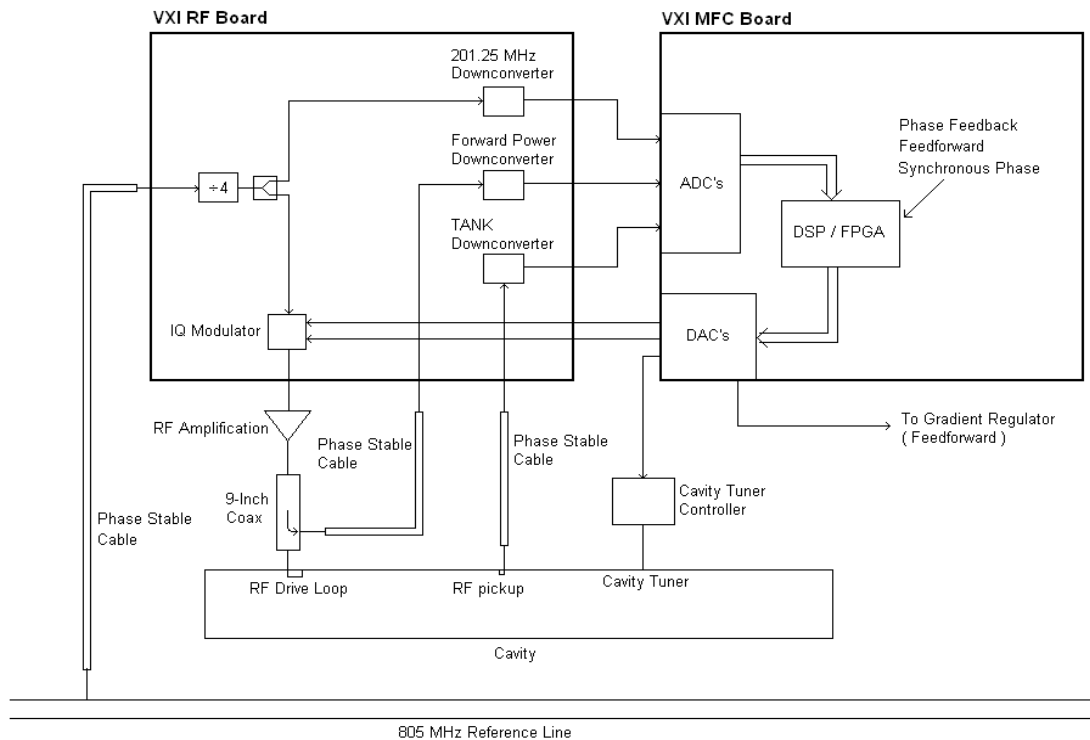 VXI RF Board
VXI MFC Board
201.25 MHz
Downconverter
Forward Power
Downconverter
÷4
TANK
Downconverter
ADC's
Phase Feedback
Feedforward
Synchronous Phase
DSP / FPGA
IQ Modulator
DAC's
RF Amplification
Phase Stable
Cable
Phase Stable
Cable
To Gradient Regulator
( Feedforward )
9-Inch
Coax
Cavity Tuner
Controller
Phase Stable
Cable
RF Drive Loop
RF pickup
Cavity Tuner
Cavity
805 MHz Reference Line